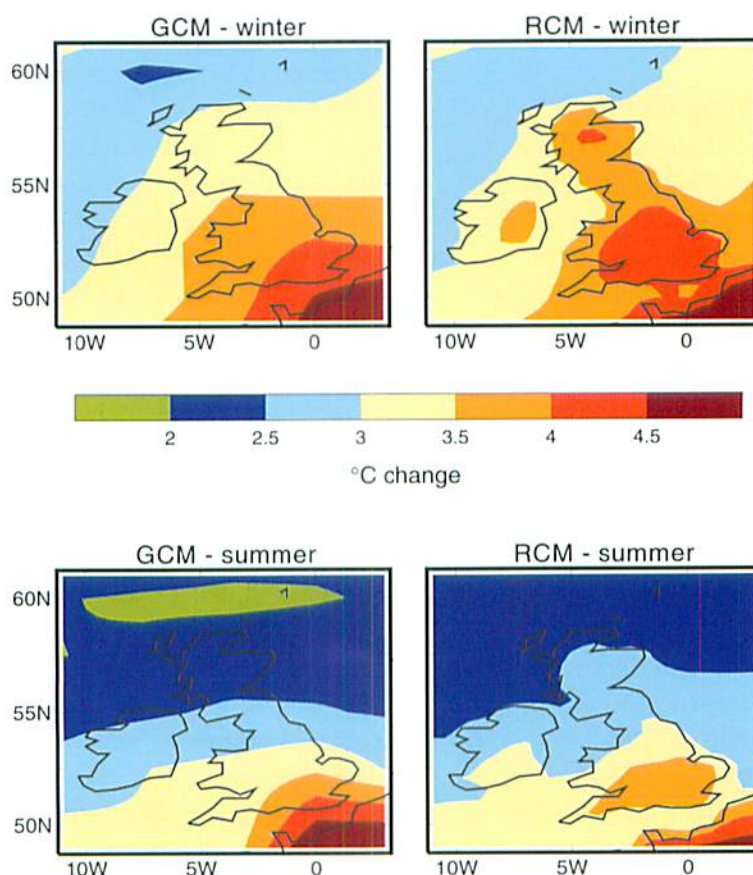 GCM - winter
RCM - winter
60N
55N
50N
10W 5W 0
10W 5W 0
2 2.5 3 3.5 4 4.5
°C change
GCM - summer
RCM - summer
60N
55N
50N
10W 5W 0
10W 5W 0